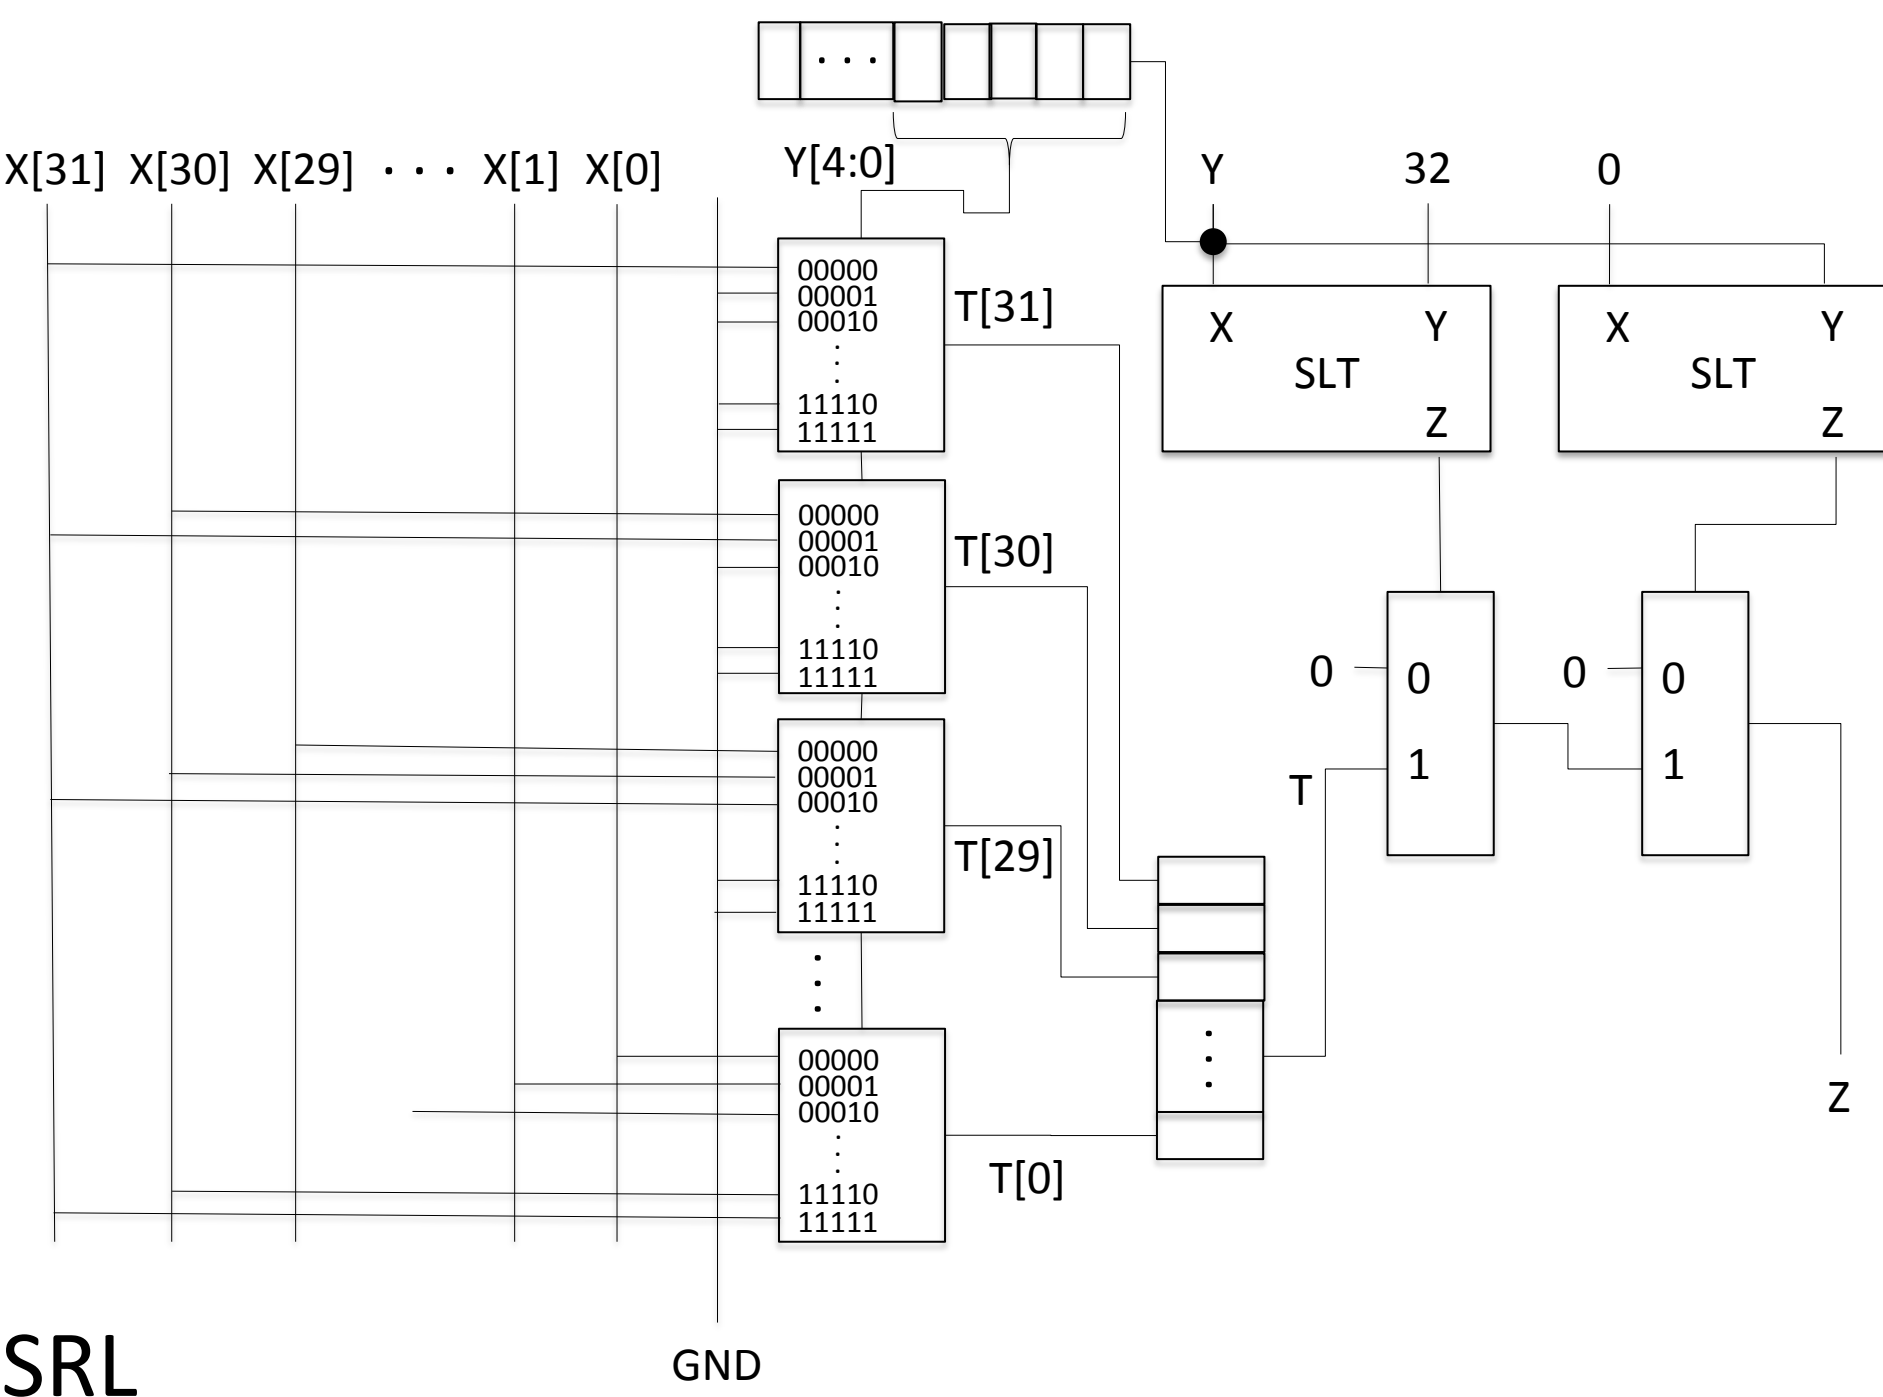 . . .
X[31] X[30] X[29] . . . X[1] X[0] Y[4:0] Y 32 0
00000
00001
00010
.
.
.
11110
11111
T[31]
X Y
SLT
Z
X Y
SLT
Z
00000
00001
00010
.
.
.
11110
11111
T[30]
00000
00001
00010
.
.
.
11110
11111
T[29]
0 0
1
0 0
1
T
.
.
.
.
.
.
00000
00001
00010
.
.
.
11110
11111
T[0]
Z
SRL
GND